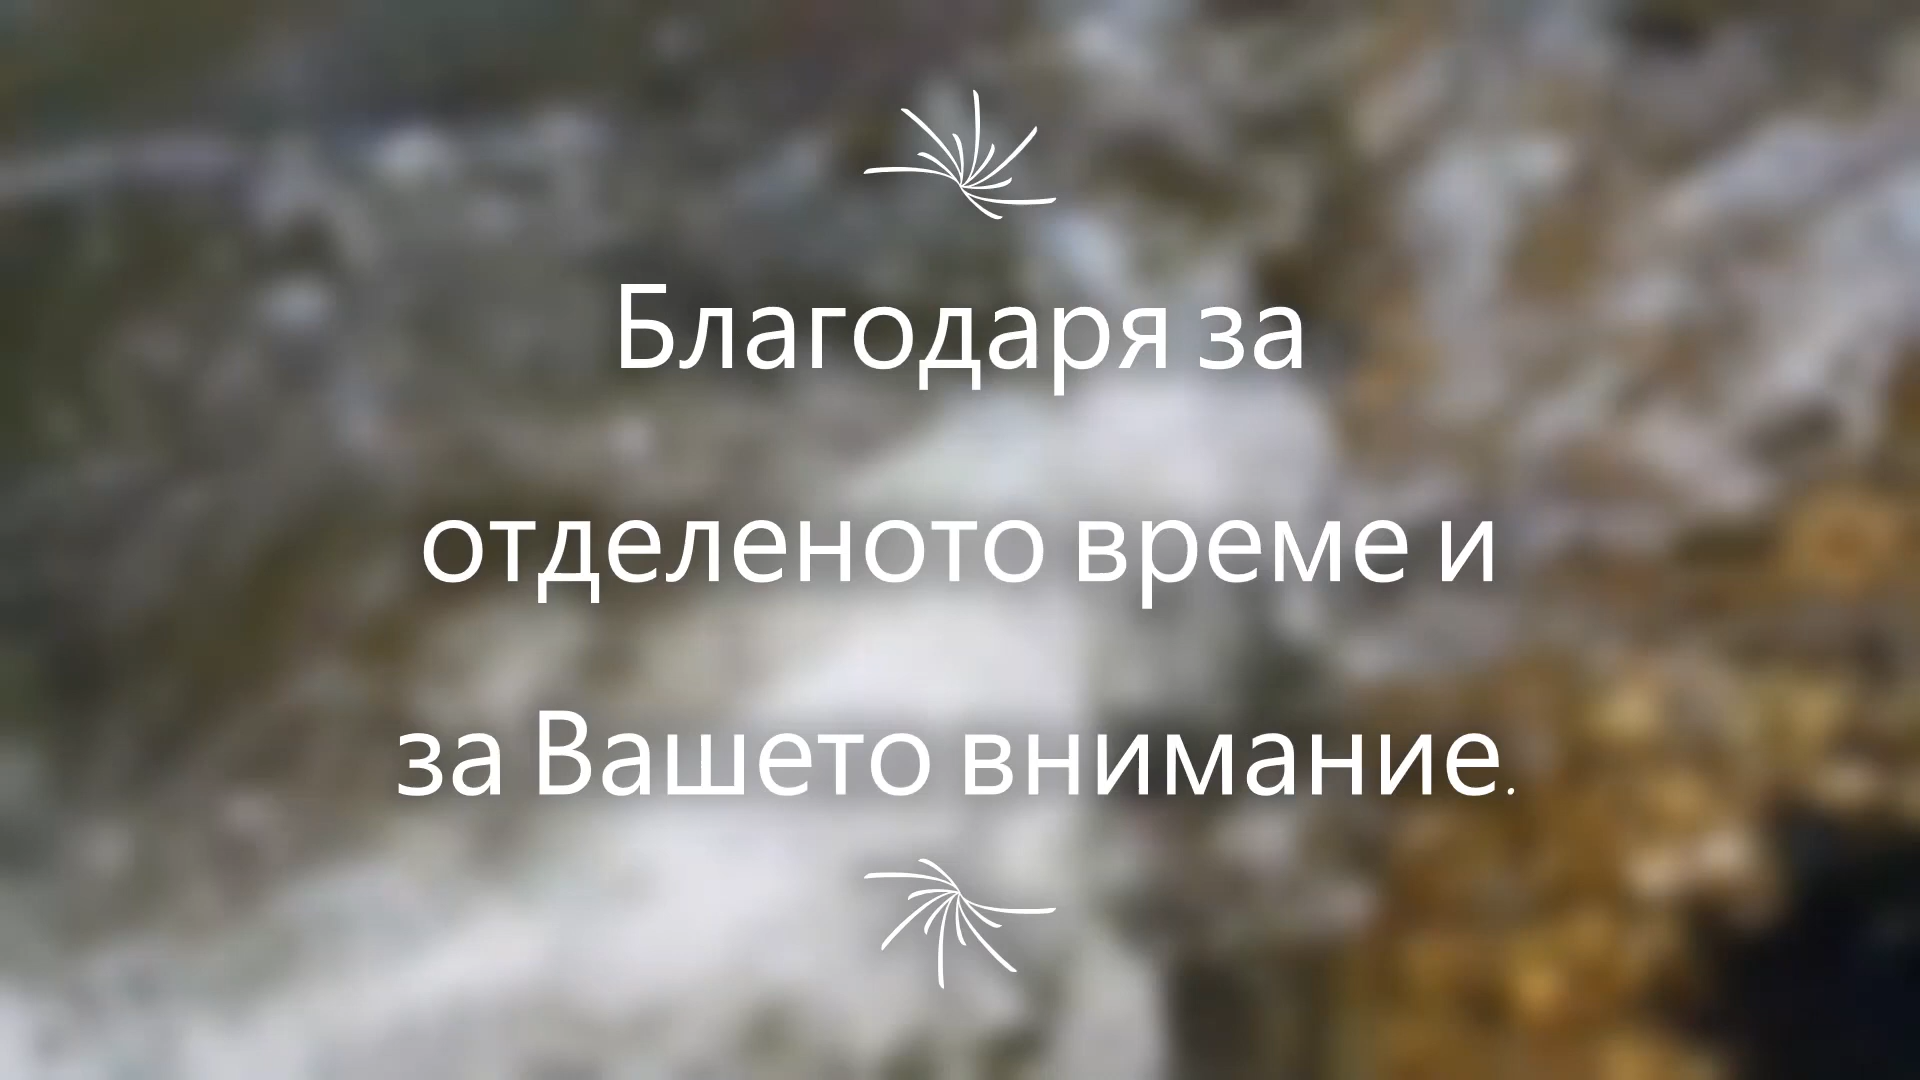 Благодаря за
отделеното време и
за Вашето внимание.